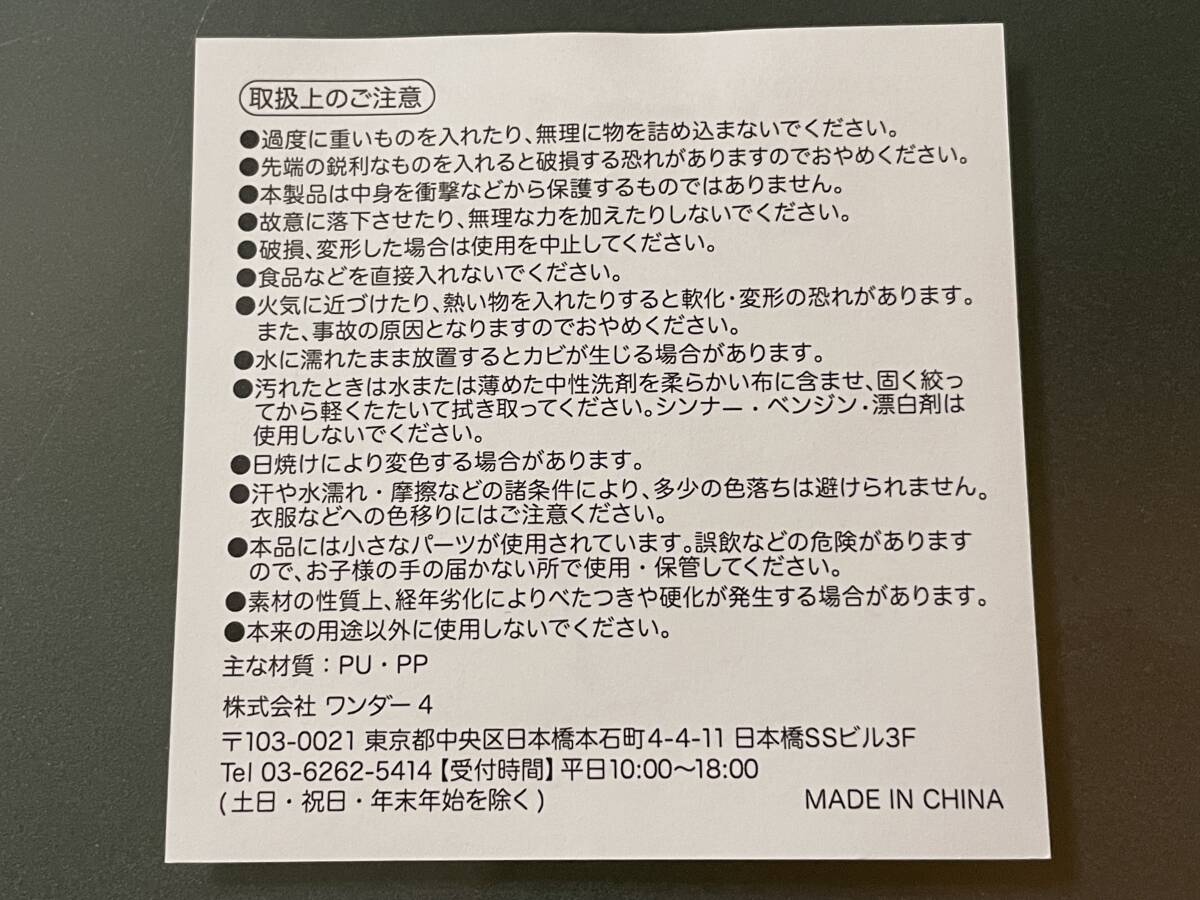 取扱上のご注意
●過度に重いものを入れたり、無理に物を詰め込まないでください。
●先端の鋭利なものを入れると破損する恐れがありますのでおやめください。
●本製品は中身を衝撃などから保護するものではありません。
●故意に落下させたり、無理な力を加えたりしないでください。
●破損、変形した場合は使用を中止してください。
●食品などを直接入れないでください。
●火気に近づけたり、熱い物を入れたりすると軟化・変形の恐れがあります。
また、事故の原因となりますのでおやめください。
●水に濡れたまま放置するとカビが生じる場合があります。
●汚れたときは水または薄めた中性洗剤を柔らかい布に含ませ、固く絞っ
てから軽くたたいて拭き取ってください。シンナー・ベンジン・漂白剤は
使用しないでください。
●日焼けにより変色する場合があります。
●汗や水濡れ・摩擦などの諸条件により、多少の色落ちは避けられません。
衣服などへの色移りにはご注意ください。
●本品には小さなパーツが使用されています。誤飲などの危険があります
ので、お子様の手の届かない所で使用・保管してください。
●素材の性質上、経年劣化によりべたつきや硬化が発生する場合があります。
●本来の用途以外に使用しないでください。
主な材質：PU・PP
株式会社 ワンダー4
〒103-0021 東京都中央区日本橋本石町4-4-11 日本橋SSビル3F
Tel 03-6262-5414【受付時間】平日10:00〜18:00
(土日・祝日・年末年始を除く) MADE IN CHINA